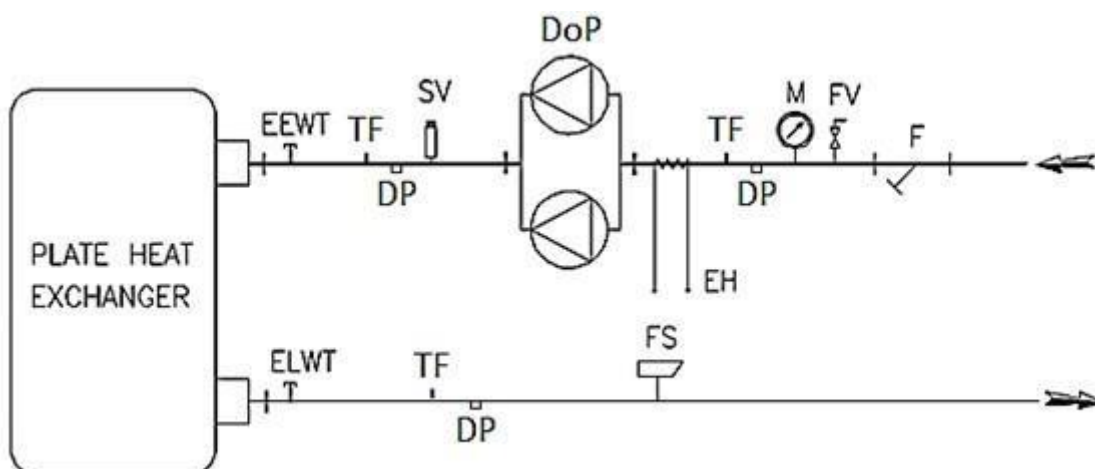 DoP
SV
M
FV
EEWT
TF
TF
F
DP
DP
PLATE HEAT
EXCHANGER
EH
ELWT
TF
FS
DP